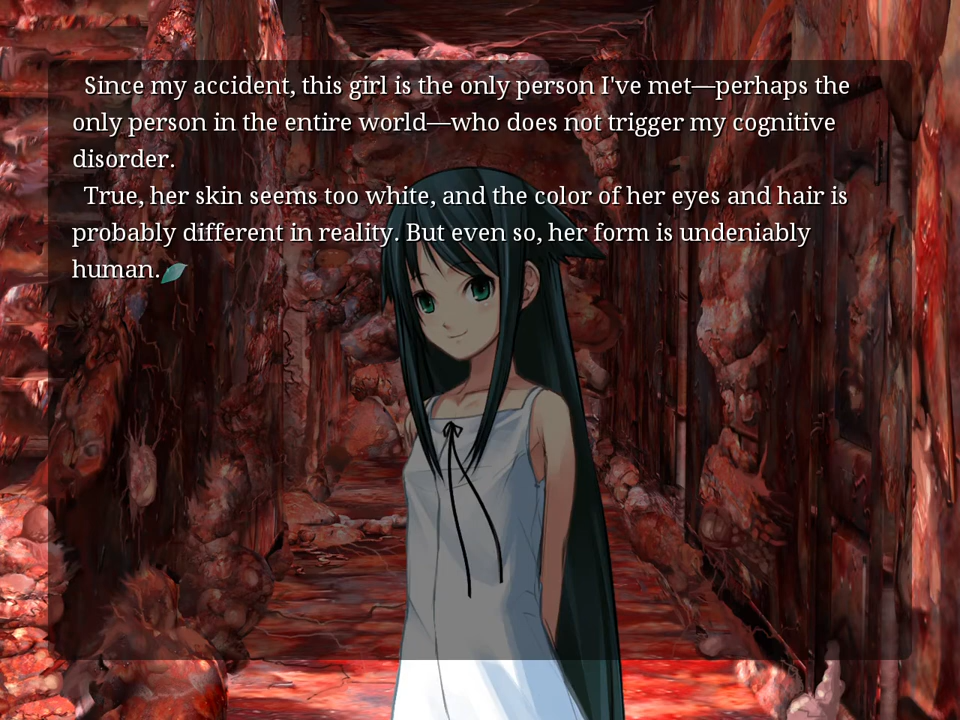 Since my accident, this girl is the only person I've met—perhaps the
only person in the entire world—who does not trigger my cognitive
disorder.
True, her skin seems too white, and the color of her eyes and hair is
probably different in reality. But even so, her form is undeniably
human.